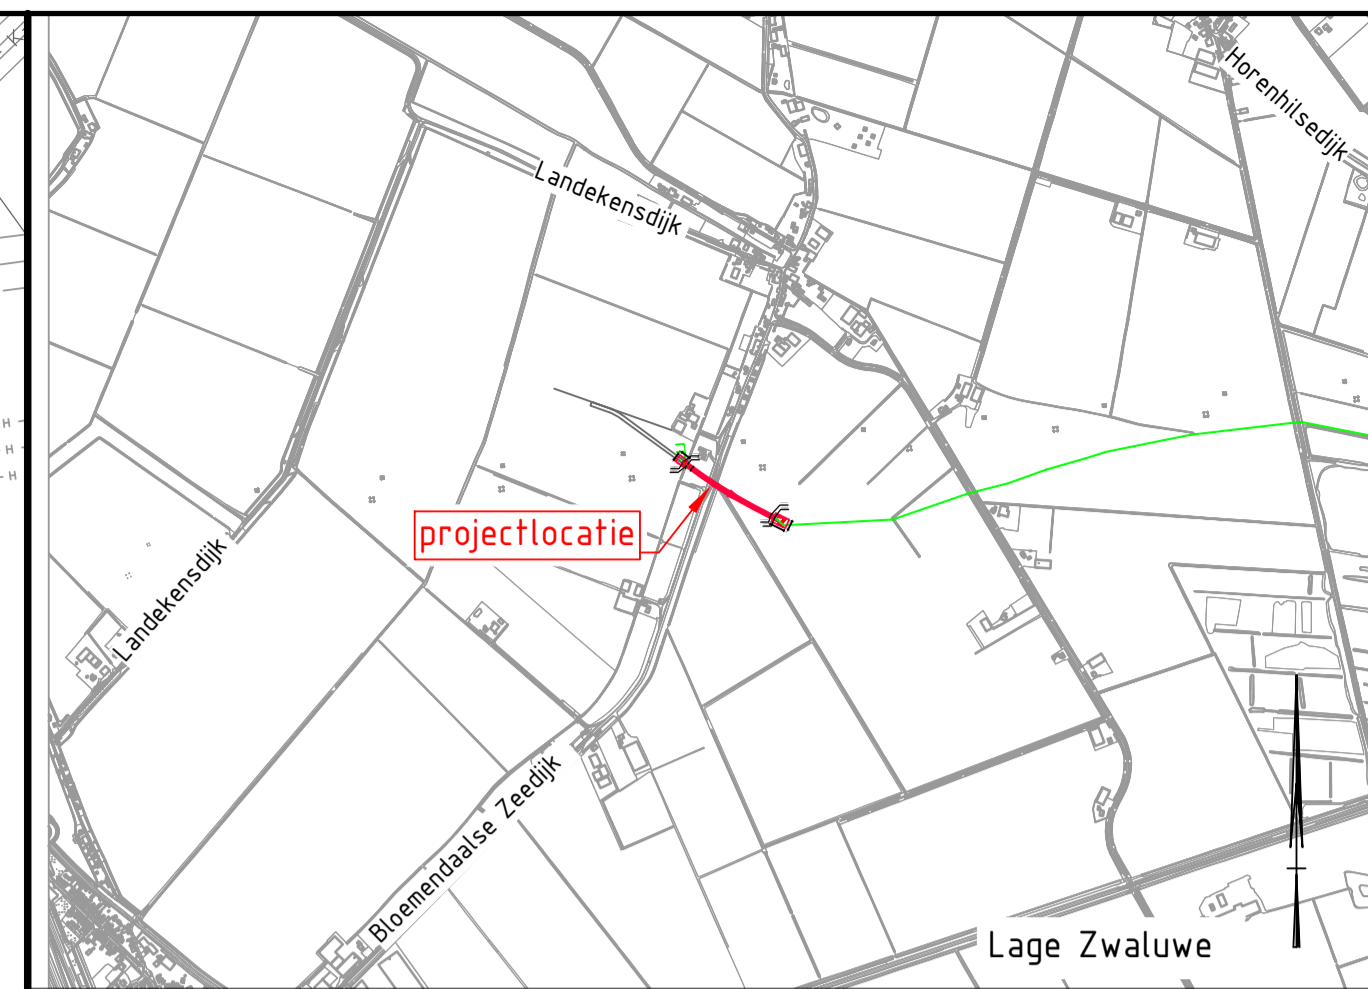 Horenhilsedijk
Landekensdijk
projectlocatie
Landekensdijk
Bloemendaalse Zeedijk
Lage Zwaluwe
H
H
H